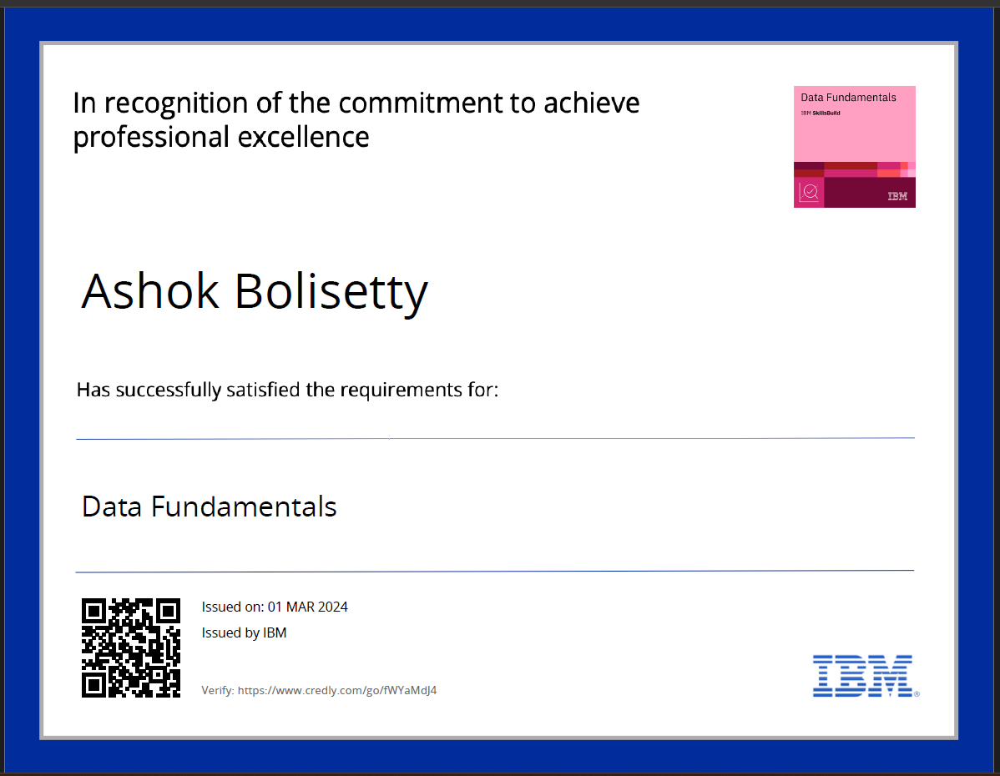 In recognition of the commitment to achieve
professional excellence
Data Fundamentals
IBM SkillsBuild
IBM
Ashok Bolisetty
Has successfully satisfied the requirements for:
Data Fundamentals
Issued on: 01 MAR 2024
Issued by IBM
Verify: https://www.credly.com/go/fWYaMdJ4
IBM®